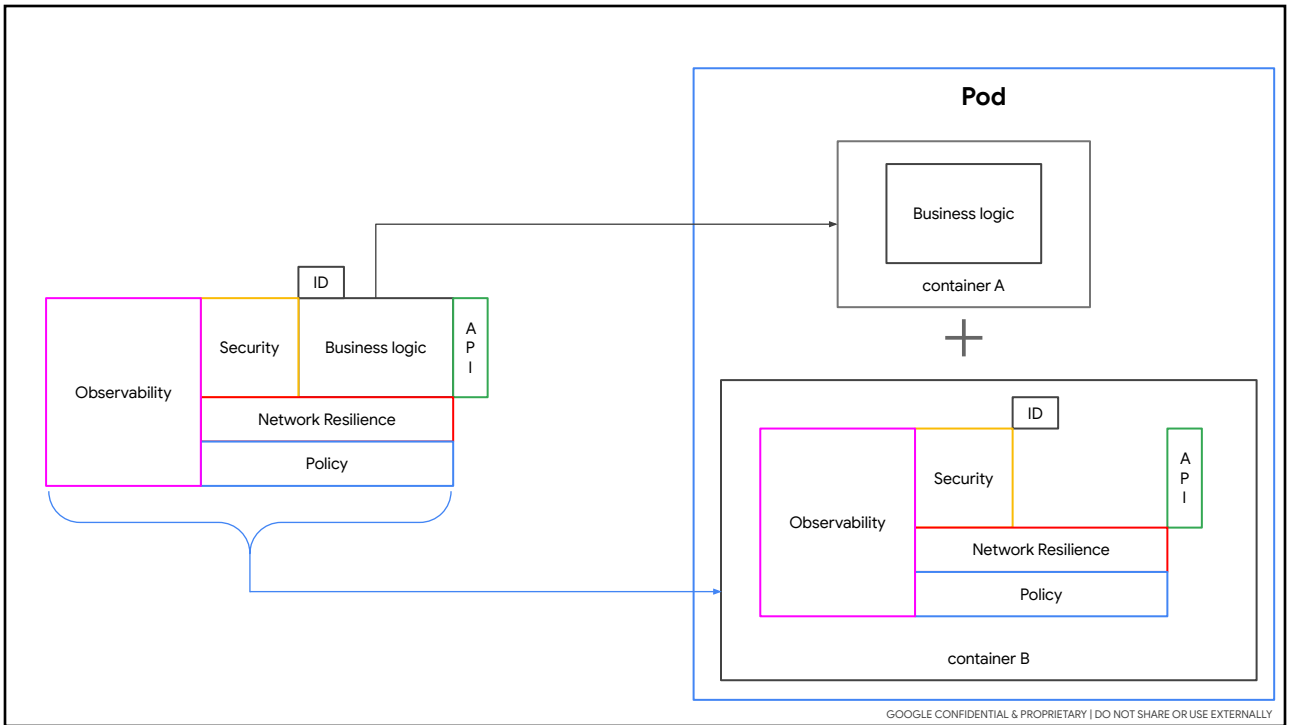 Pod
Business logic
container A
ID
Security
Business logic
A
P
I
Observability
Network Resilience
Policy
ID
Security
A
P
I
Observability
Network Resilience
Policy
container B
GOOGLE CONFIDENTIAL & PROPRIETARY | DO NOT SHARE OR USE EXTERNALLY